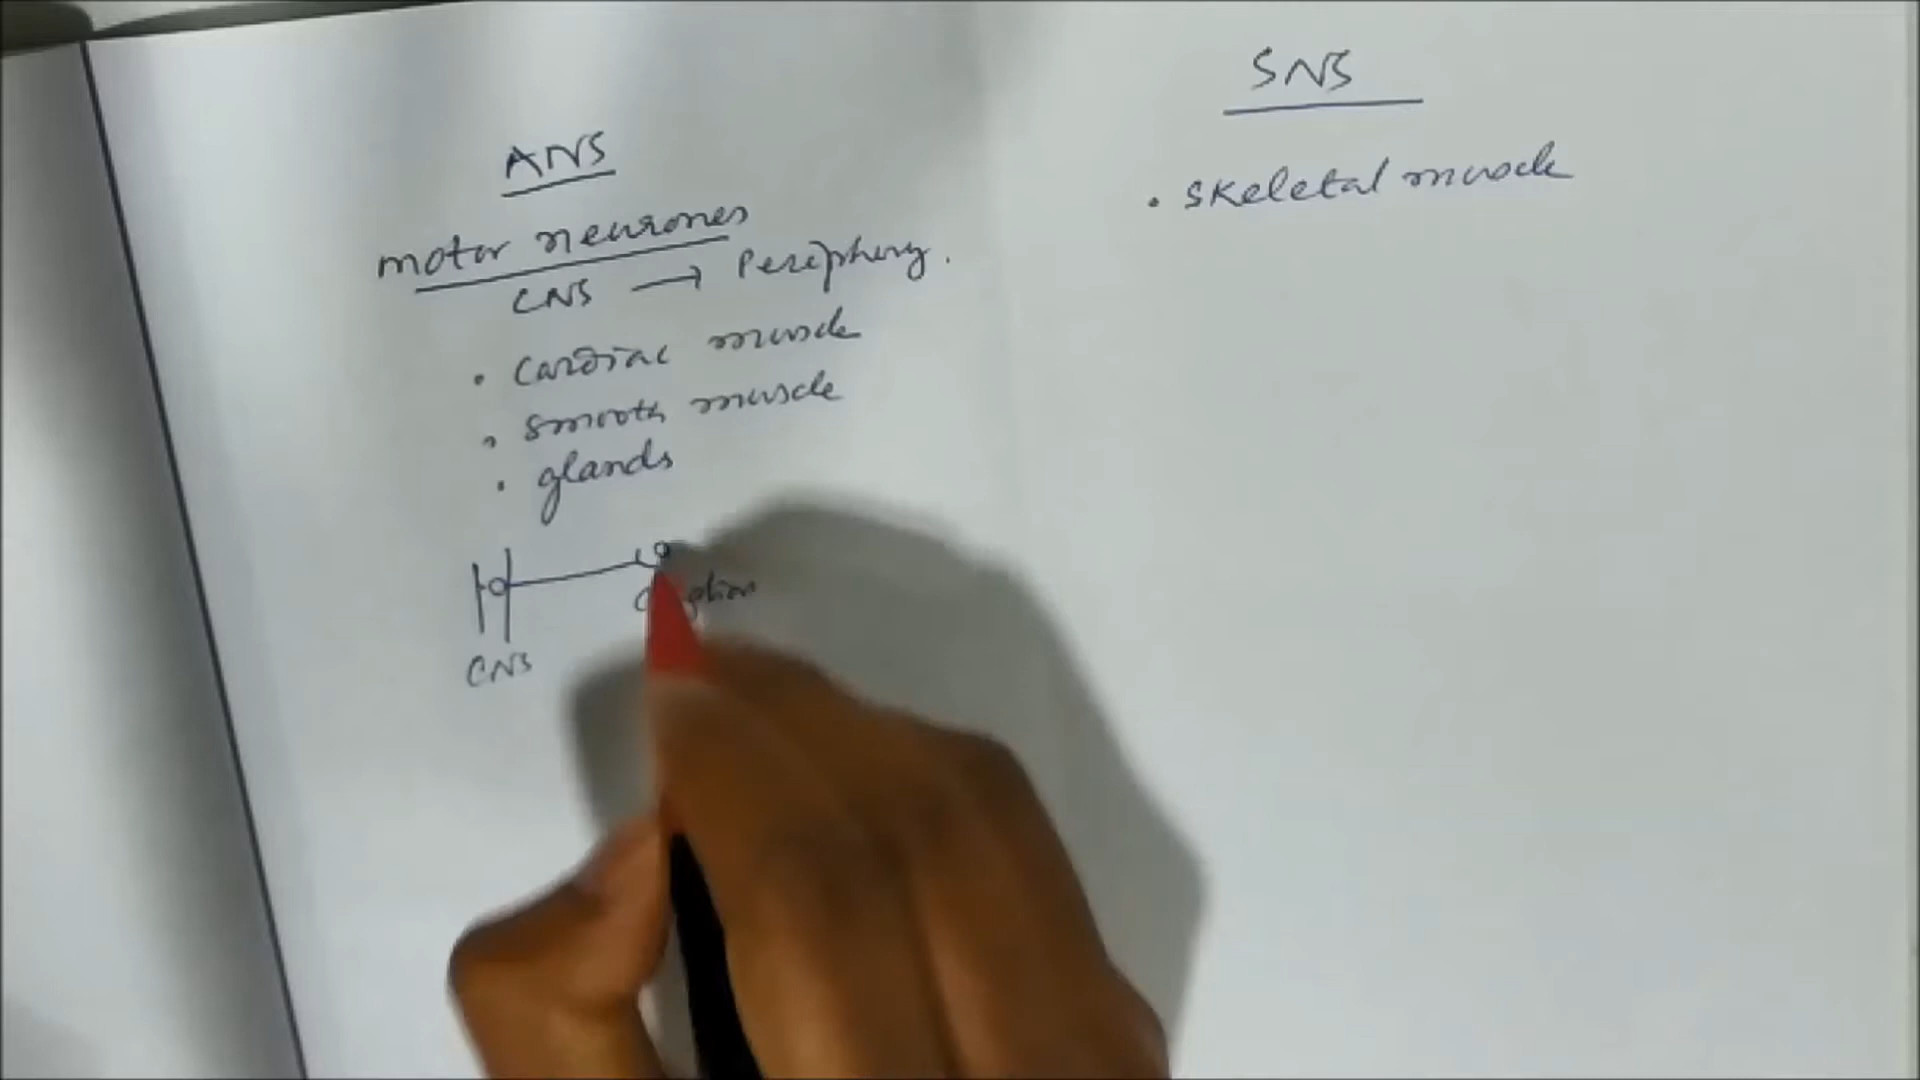 ANS
motor neurones
CNS → Periphery.
• Cardiac muscle
• Smooth muscle
• glands
CNS
SNS
• Skeletal muscle